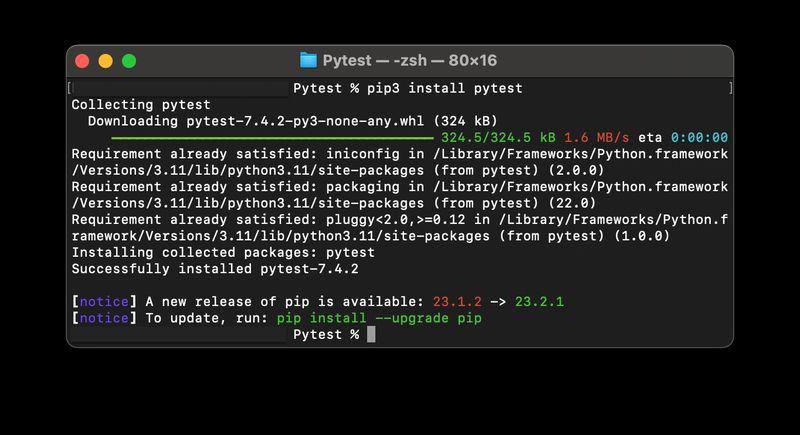 Pytest — -zsh — 80×16
[ Pytest % pip3 install pytest ]
Collecting pytest
  Downloading pytest-7.4.2-py3-none-any.whl (324 kB)
324.5/324.5 kB 1.6 MB/s eta 0:00:00
Requirement already satisfied: iniconfig in /Library/Frameworks/Python.framework
/Versions/3.11/lib/python3.11/site-packages (from pytest) (2.0.0)
Requirement already satisfied: packaging in /Library/Frameworks/Python.framework
/Versions/3.11/lib/python3.11/site-packages (from pytest) (22.0)
Requirement already satisfied: pluggy<2.0,>=0.12 in /Library/Frameworks/Python.f
ramework/Versions/3.11/lib/python3.11/site-packages (from pytest) (1.0.0)
Installing collected packages: pytest
Successfully installed pytest-7.4.2

[notice] A new release of pip is available: 23.1.2 -> 23.2.1
[notice] To update, run: pip install --upgrade pip
Pytest %